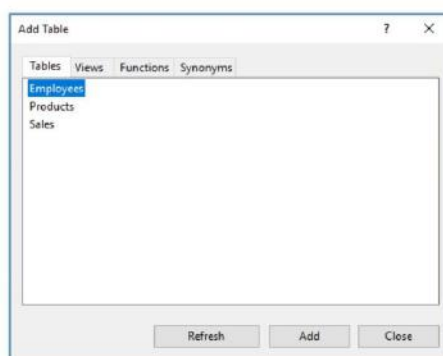 Add Table ? ×
Tables Views Functions Synonyms
Employees
Products
Sales
Refresh Add Close